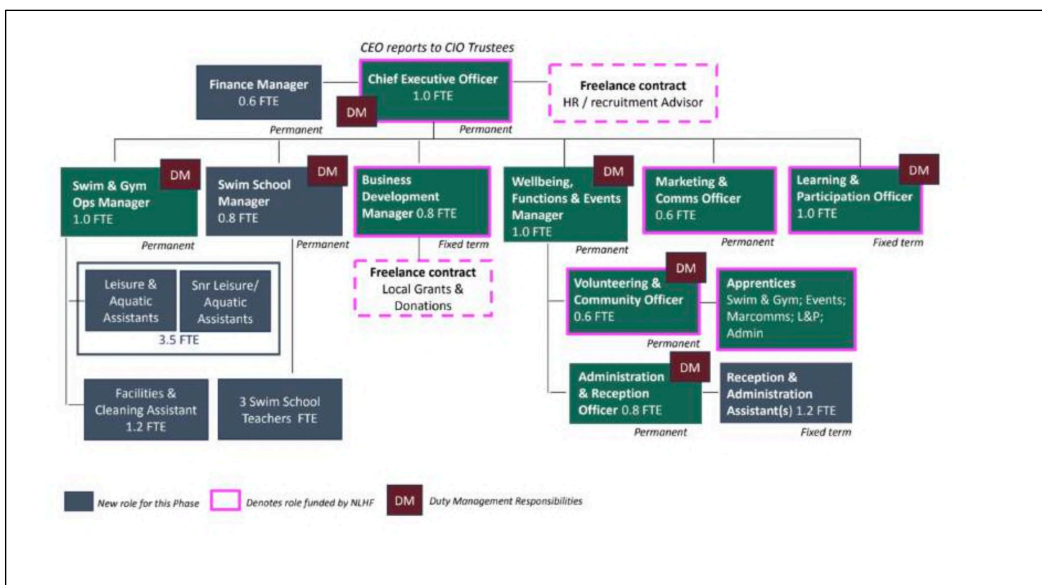 CEO reports to CIO Trustees
Finance Manager
0.6 FTE
Permanent
Chief Executive Officer
1.0 FTE
DM
Permanent
Freelance contract
HR / recruitment Advisor
Swim & Gym
Ops Manager
1.0 FTE
DM
Permanent
Swim School
Manager
0.8 FTE
DM
Permanent
Business
Development
Manager 0.8 FTE
Fixed term
Wellbeing,
Functions & Events
Manager
1.0 FTE
DM
Permanent
Marketing &
Comms Officer
0.6 FTE
Permanent
Learning &
Participation Officer
1.0 FTE
DM
Fixed term
Leisure &
Aquatic
Assistants
Snr Leisure/
Aquatic
Assistants
3.5 FTE
Freelance contract
Local Grants &
Donations
Volunteering &
Community Officer
0.6 FTE
DM
Permanent
Apprentices
Swim & Gym; Events;
Marcomms; L&P;
Admin
Facilities &
Cleaning Assistant
1.2 FTE
3 Swim School
Teachers FTE
Administration
& Reception
Officer 0.8 FTE
DM
Permanent
Reception &
Administration
Assistant(s) 1.2 FTE
Fixed term
New role for this Phase
Denotes role funded by NLHF
DM
Duty Management Responsibilities